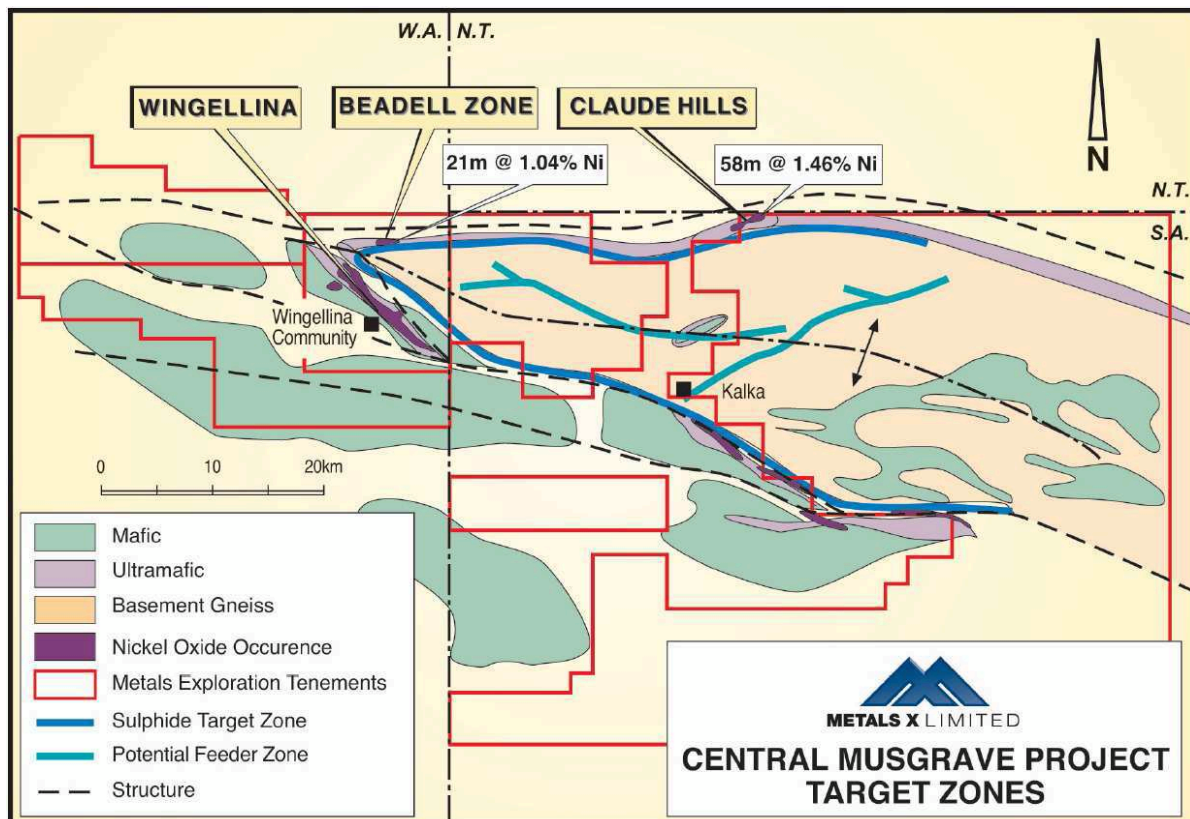 W.A.
N.T.
WINGELLINA
BEADELL ZONE
CLAUDE HILLS
21m @ 1.04% Ni
58m @ 1.46% Ni
N
N.T.
S.A.
Wingellina
Community
Kalka
0 10 20km
Mafic
Ultramafic
Basement Gneiss
Nickel Oxide Occurence
Metals Exploration Tenements
Sulphide Target Zone
Potential Feeder Zone
Structure
METALS X LIMITED
CENTRAL MUSGRAVE PROJECT
TARGET ZONES